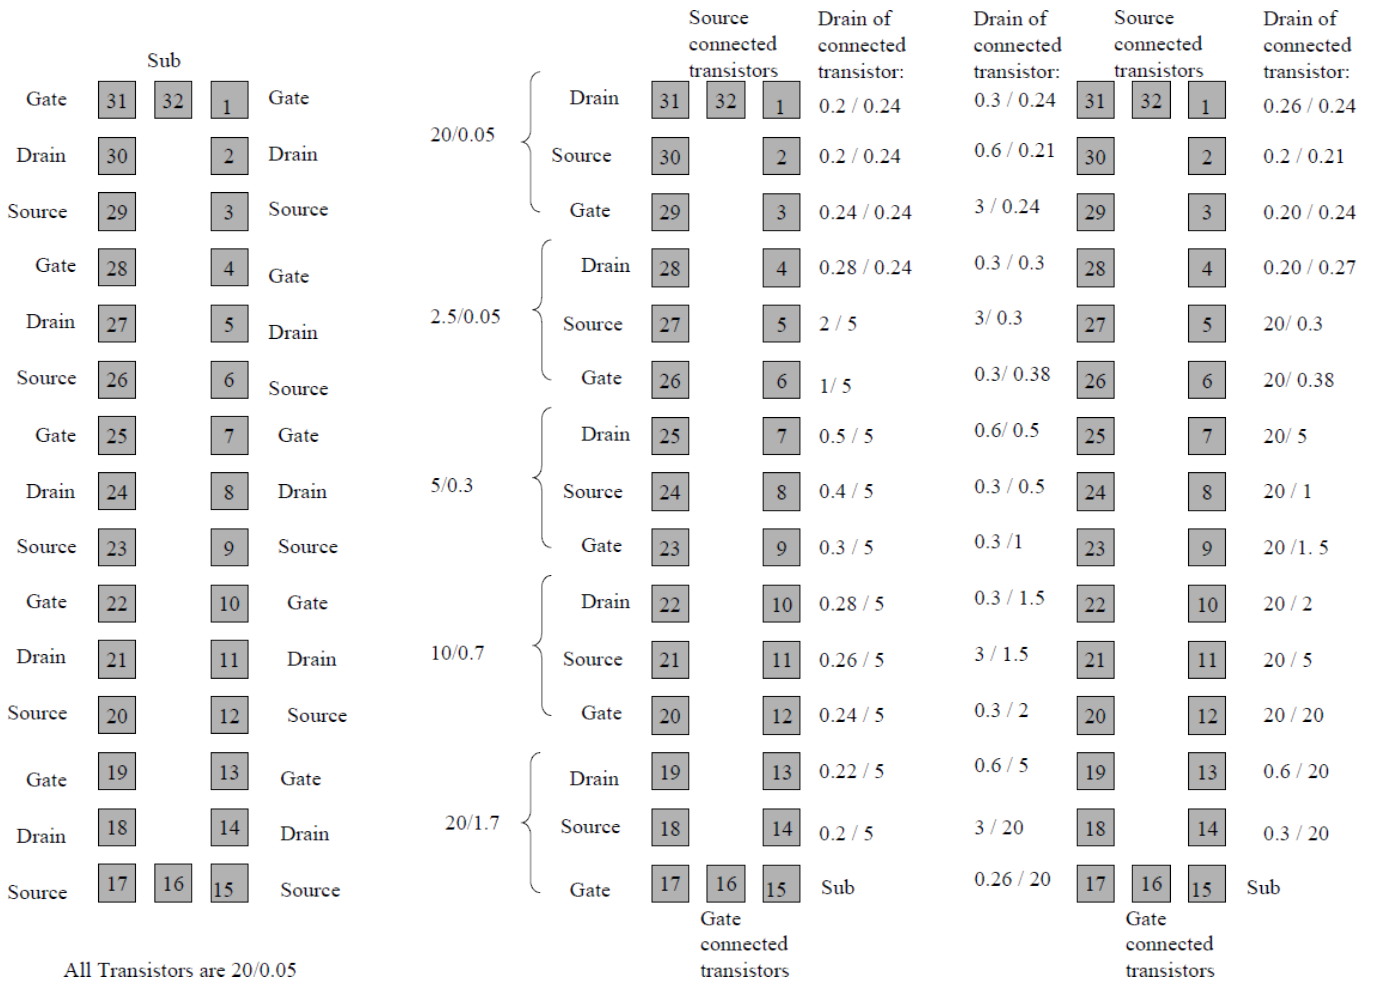 Source Drain of Drain of Source Drain of
connected connected connected connected connected
Sub transistors transistor: transistor: transistors transistor:
Gate 31 32 1 Gate Drain 31 32 1 0.2 / 0.24 0.3 / 0.24 31 32 1 0.26 / 0.24
20/0.05
Drain 30 2 Drain Source 30 2 0.2 / 0.24 0.6 / 0.21 30 2 0.2 / 0.21
Source 29 3 Source Gate 29 3 0.24 / 0.24 3 / 0.24 29 3 0.20 / 0.24
Gate 28 4 Gate Drain 28 4 0.28 / 0.24 0.3 / 0.3 28 4 0.20 / 0.27
Drain 27 5 Drain 2.5/0.05 Source 27 5 2 / 5 3/ 0.3 27 5 20/ 0.3
Source 26 6 Source Gate 26 6 1/ 5 0.3/ 0.38 26 6 20/ 0.38
Gate 25 7 Gate Drain 25 7 0.5 / 5 0.6/ 0.5 25 7 20/ 5
Drain 24 8 Drain 5/0.3 Source 24 8 0.4 / 5 0.3 / 0.5 24 8 20 / 1
Source 23 9 Source Gate 23 9 0.3 / 5 0.3 /1 23 9 20 /1. 5
Gate 22 10 Gate Drain 22 10 0.28 / 5 0.3 / 1.5 22 10 20 / 2
Drain 21 11 Drain 10/0.7 Source 21 11 0.26 / 5 3 / 1.5 21 11 20 / 5
Source 20 12 Source Gate 20 12 0.24 / 5 0.3 / 2 20 12 20 / 20
Gate 19 13 Gate Drain 19 13 0.22 / 5 0.6 / 5 19 13 0.6 / 20
Drain 18 14 Drain 20/1.7 Source 18 14 0.2 / 5 3 / 20 18 14 0.3 / 20
Source 17 16 15 Source Gate 17 16 15 Sub 0.26 / 20 17 16 15 Sub
Gate Gate
connected connected
All Transistors are 20/0.05 transistors transistors